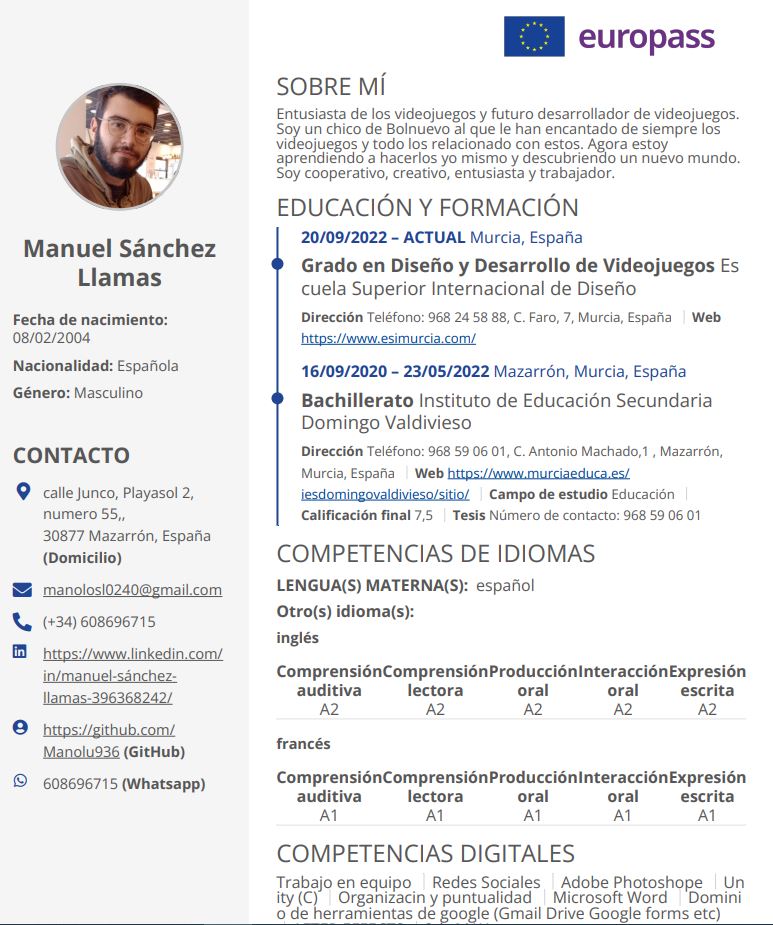 europass
Manuel Sánchez
Llamas
Fecha de nacimiento:
08/02/2004
Nacionalidad: Española
Género: Masculino
CONTACTO
calle Junco, Playasol 2,
numero 55,,
30877 Mazarrón, España
(Domicilio)
manolosl0240@gmail.com
(+34) 608696715
https://www.linkedin.com/
in/manuel-sánchez-
llamas-396368242/
https://github.com/
Manolu936 (GitHub)
608696715 (Whatsapp)
SOBRE MÍ
Entusiasta de los videojuegos y futuro desarrollador de videojuegos.
Soy un chico de Bolnuevo al que le han encantado de siempre los
videojuegos y todo los relacionado con estos. Agora estoy
aprendiendo a hacerlos yo mismo y descubriendo un nuevo mundo.
Soy cooperativo, creativo, entusiasta y trabajador.
EDUCACIÓN Y FORMACIÓN
20/09/2022 – ACTUAL Murcia, España
Grado en Diseño y Desarrollo de Videojuegos Es
cuela Superior Internacional de Diseño
Dirección Teléfono: 968 24 58 88, C. Faro, 7, Murcia, España | Web
https://www.esimurcia.com/
16/09/2020 – 23/05/2022 Mazarrón, Murcia, España
Bachillerato Instituto de Educación Secundaria
Domingo Valdivieso
Dirección Teléfono: 968 59 06 01, C. Antonio Machado,1 , Mazarrón,
Murcia, España | Web https://www.murciaeduca.es/
iesdomingovaldivieso/sitio/ | Campo de estudio Educación |
Calificación final 7,5 | Tesis Número de contacto: 968 59 06 01
COMPETENCIAS DE IDIOMAS
LENGUA(S) MATERNA(S): español
Otro(s) idioma(s):
inglés
Comprensión Comprensión Producción Interacción Expresión
auditiva lectora oral oral escrita
A2 A2 A2 A2 A2
francés
Comprensión Comprensión Producción Interacción Expresión
auditiva lectora oral oral escrita
A1 A1 A1 A1 A1
COMPETENCIAS DIGITALES
Trabajo en equipo | Redes Sociales | Adobe Photoshope | Un
ity (C) | Organizacin y puntualidad | Microsoft Word | Domini
o de herramientas de google (Gmail Drive Google forms etc)